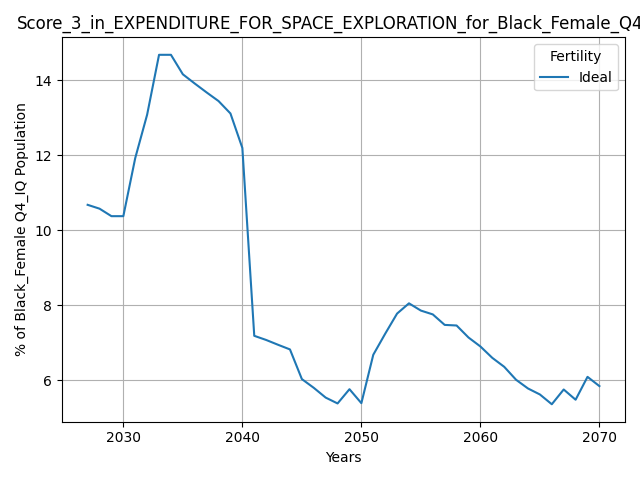 Score_3_in_EXPENDITURE_FOR_SPACE_EXPLORATION_for_Black_Female_Q4
Fertility
Ideal
14
12
10
8
6
% of Black_Female Q4_IQ Population
2030 2040 2050 2060 2070
Years